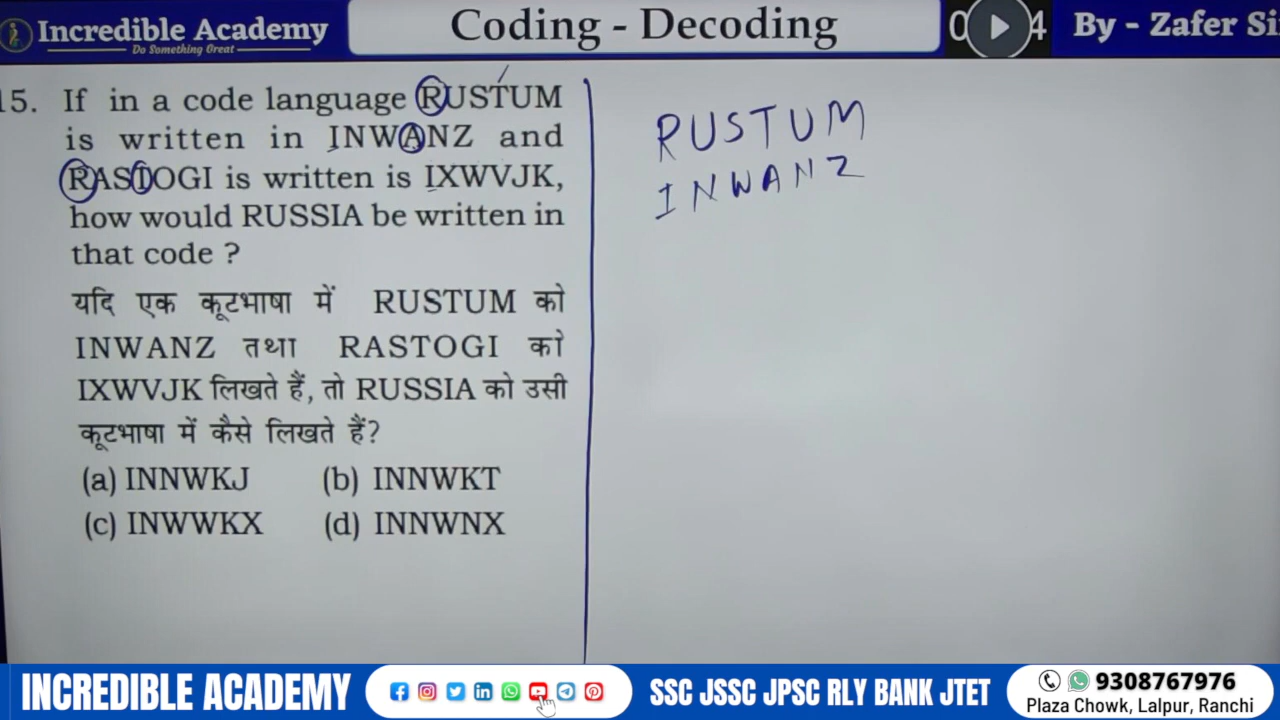 Incredible Academy
Do Something Great
Coding - Decoding
0 4
By - Zafer Si
15. If in a code language RUSTUM
is written in INWANZ and
RASTOGI is written is IXWVJK,
how would RUSSIA be written in
that code ?
यदि एक कूटभाषा में RUSTUM को
INWANZ तथा RASTOGI को
IXWVJK लिखते हैं, तो RUSSIA को उसी
कूटभाषा में कैसे लिखते हैं?
(a) INNWKJ (b) INNWKT
(c) INWWKX (d) INNWNX
RUSTUM
INWANZ
INCREDIBLE ACADEMY
SSC JSSC JPSC RLY BANK JTET
9308767976
Plaza Chowk, Lalpur, Ranchi